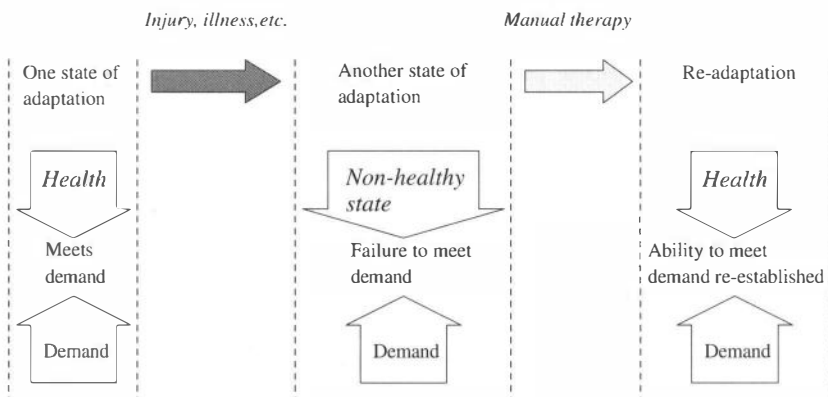 Injury, illness,etc.
Manual therapy
One state of
adaptation
Another state of
adaptation
Re-adaptation
Health
Non-healthy
state
Health
Meets
demand
Failure to meet
demand
Ability to meet
demand re-established
Demand
Demand
Demand